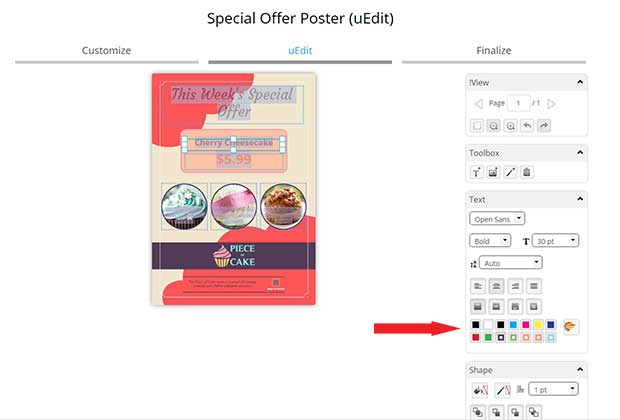 Special Offer Poster (uEdit)
Customize
uEdit
Finalize
This Week's Special
Offer
Cherry Cheesecake
$5.99
PIECE
OF
CAKE
!View
Page 1 / 1
Toolbox
Text
Open Sans
Bold
T 30 pt.
Auto
Shape
1 pt.